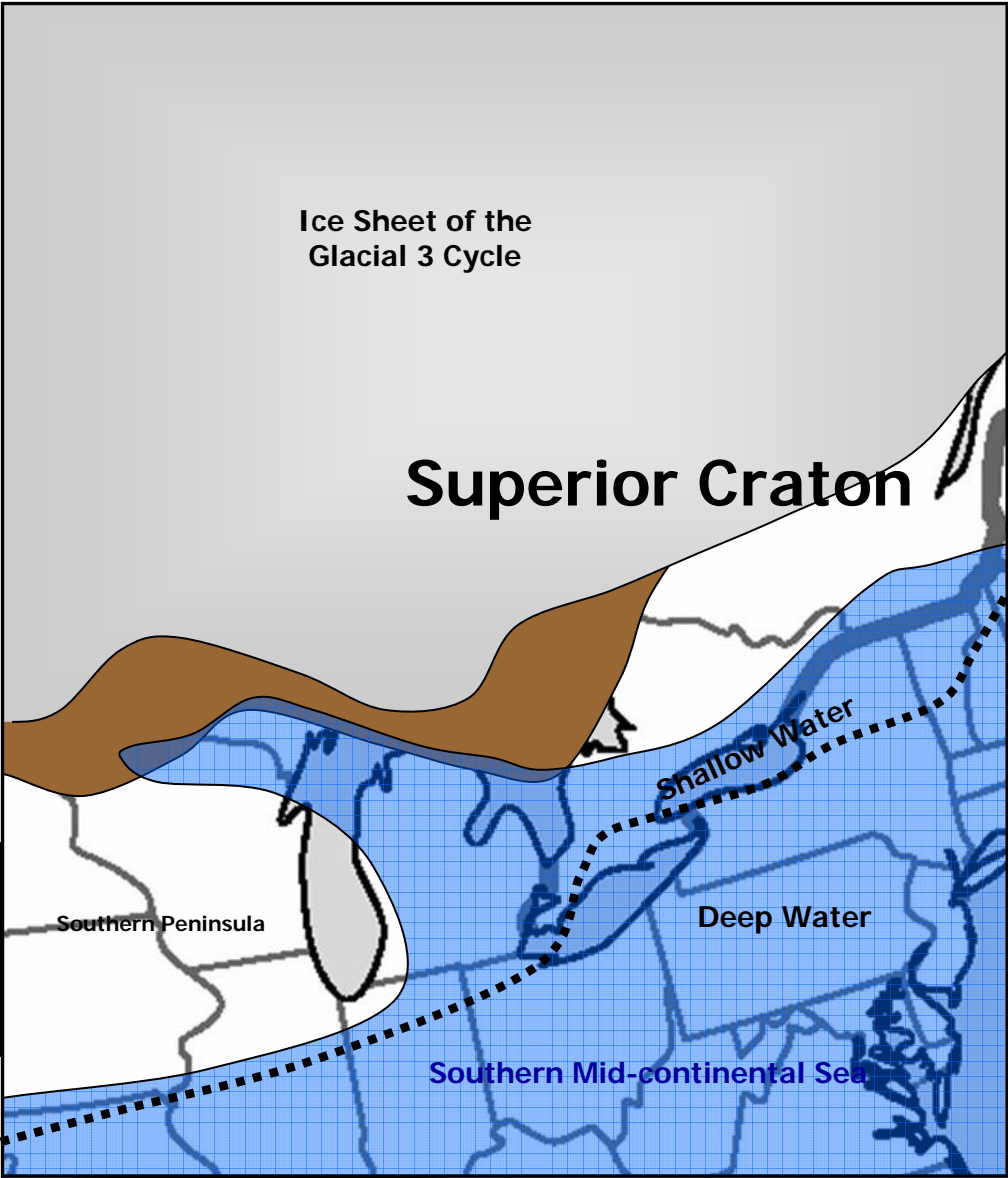 Ice Sheet of the
Glacial 3 Cycle
Superior Craton
Shallow Water
Southern Peninsula
Deep Water
Southern Mid-continental Sea